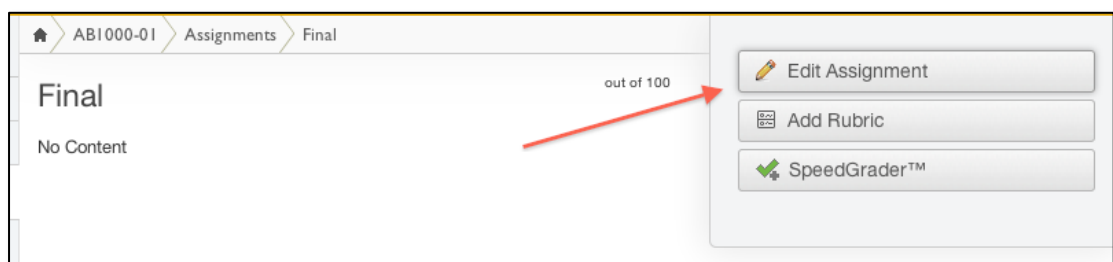 AB1000-01 Assignments Final
Final
out of 100
No Content
Edit Assignment
Add Rubric
SpeedGrader™